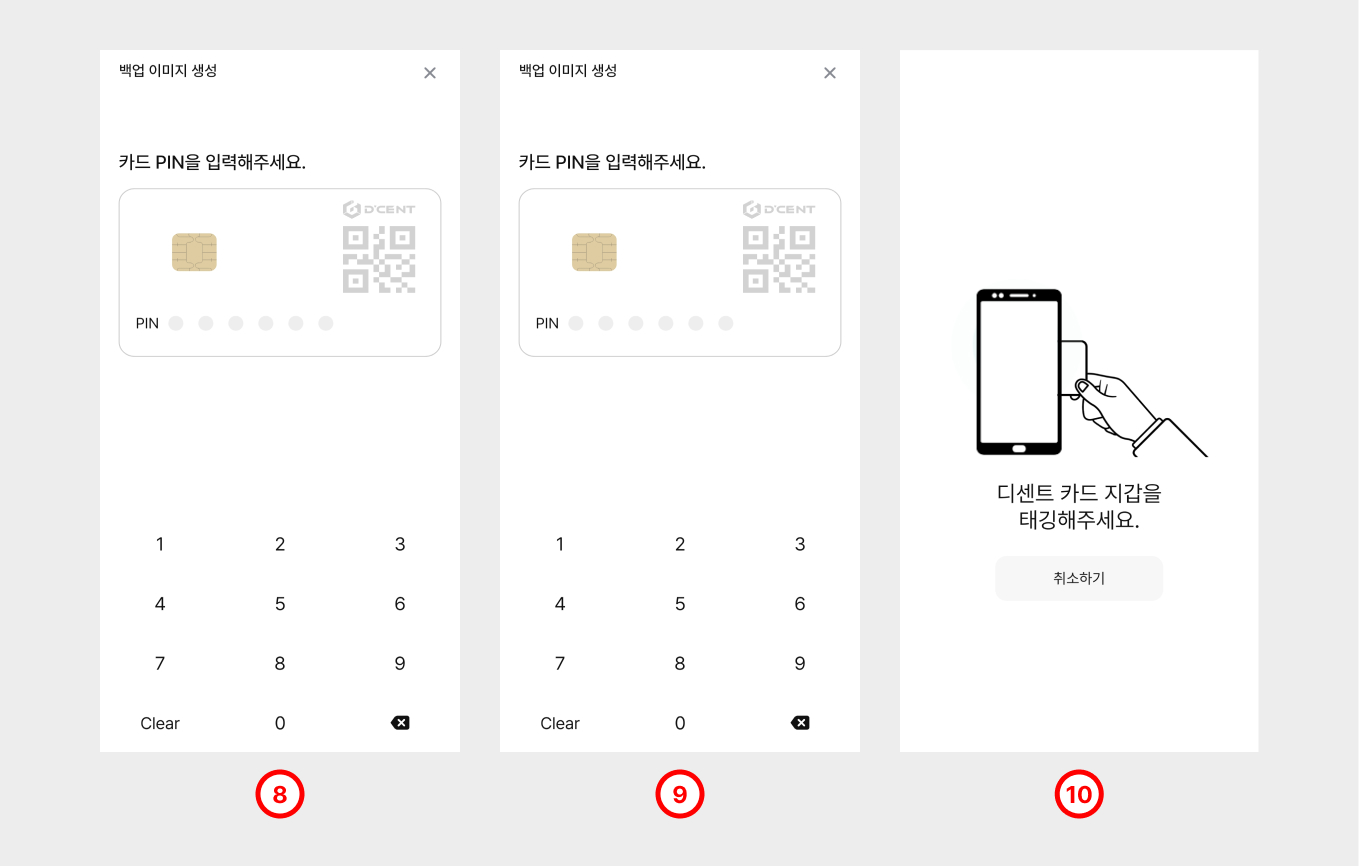 백업 이미지 생성
카드 PIN을 입력해주세요.
D'CENT
PIN
1 2 3
4 5 6
7 8 9
Clear 0
8
백업 이미지 생성
카드 PIN을 입력해주세요.
D'CENT
PIN
1 2 3
4 5 6
7 8 9
Clear 0
9
디센트 카드 지갑을
태깅해주세요.
취소하기
10